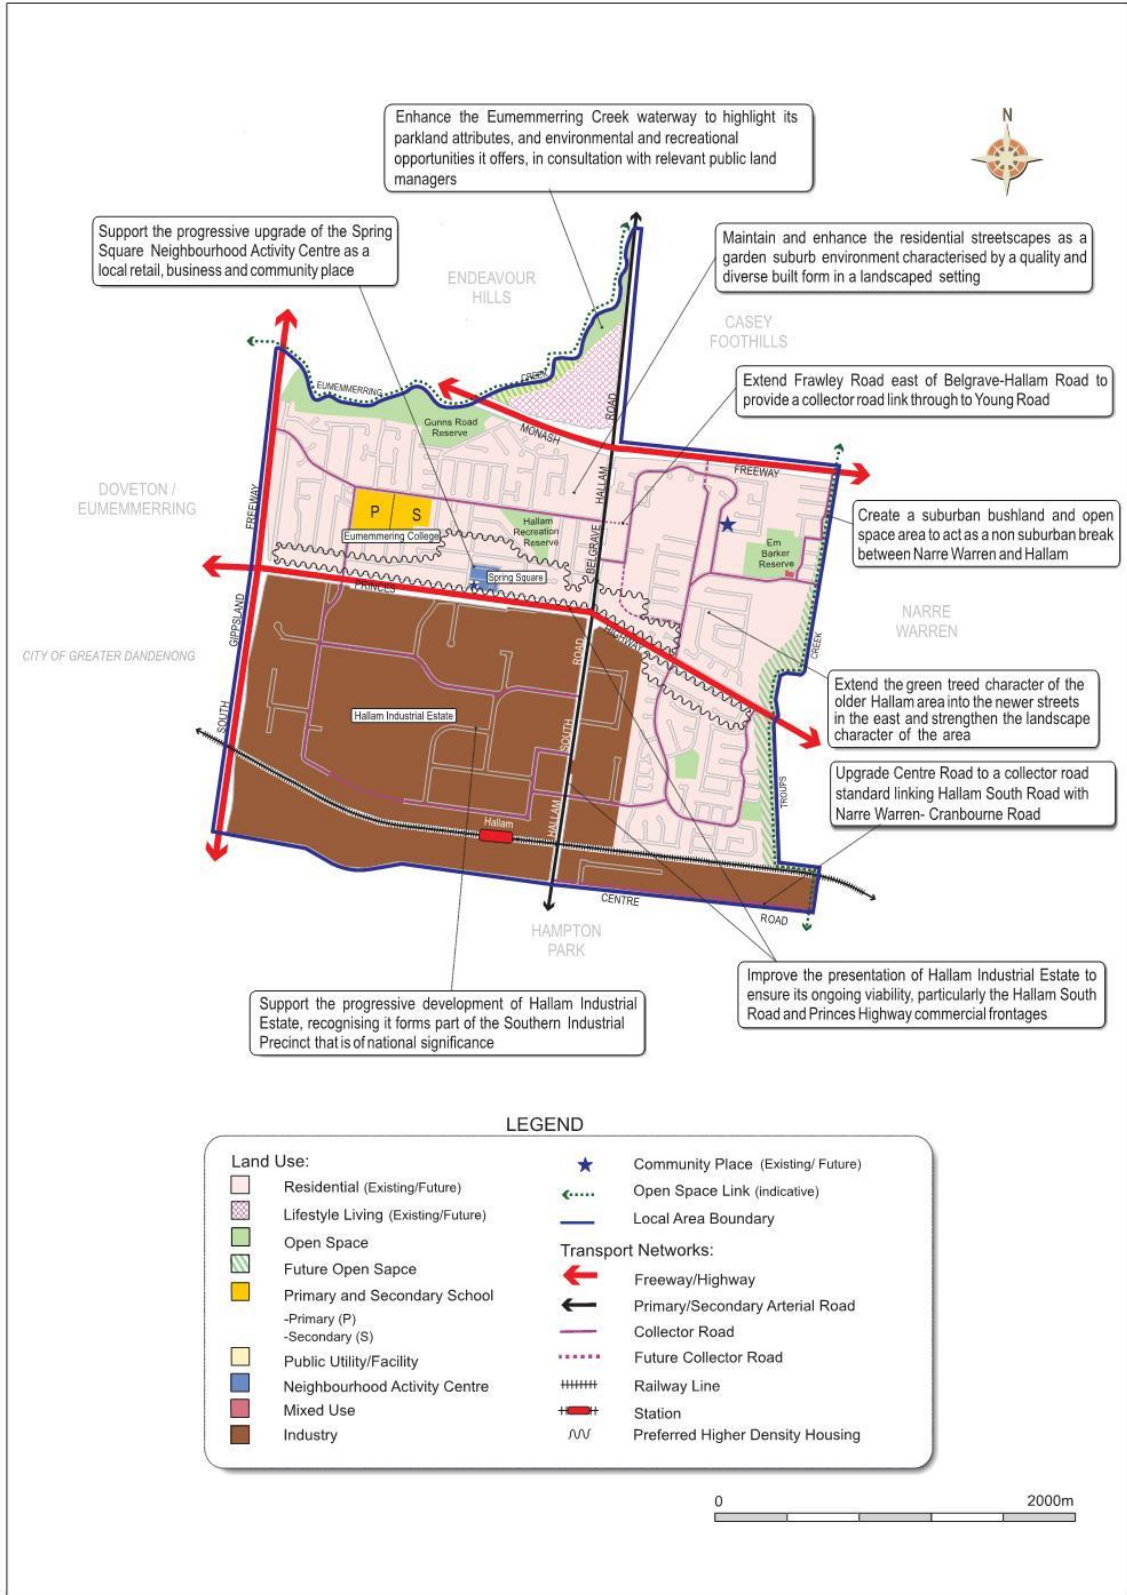 N
Enhance the Eumemmerring Creek waterway to highlight its
parkland attributes, and environmental and recreational
opportunities it offers, in consultation with relevant public land
managers
Support the progressive upgrade of the Spring
Square Neighbourhood Activity Centre as a
local retail, business and community place
Maintain and enhance the residential streetscapes as a
garden suburb environment characterised by a quality and
diverse built form in a landscaped setting
ENDEAVOUR
HILLS
CASEY
FOOTHILLS
Extend Frawley Road east of Belgrave-Hallam Road to
provide a collector road link through to Young Road
EUMEMMERRING
CREEK
Gunns Road
Reserve
MONASH
FREEWAY
ROAD
HALLAM
BELGRAVE
DOVETON /
EUMEMMERRING
FREEWAY
GIPPSLAND
SOUTH
P S
Eumemmering College
Hallam
Recreation
Reserve
Em
Barker
Reserve
Create a suburban bushland and open
space area to act as a non suburban break
between Narre Warren and Hallam
Spring Square
PRINCES
HIGHWAY
NARRE
WARREN
CREEK
TROUPS
CITY OF GREATER DANDENONG
ROAD
SOUTH
HALLAM
Extend the green treed character of the
older Hallam area into the newer streets
in the east and strengthen the landscape
character of the area
Hallam Industrial Estate
Upgrade Centre Road to a collector road
standard linking Hallam South Road with
Narre Warren- Cranbourne Road
Hallam
CENTRE
ROAD
HAMPTON
PARK
Improve the presentation of Hallam Industrial Estate to
ensure its ongoing viability, particularly the Hallam South
Road and Princes Highway commercial frontages
Support the progressive development of Hallam Industrial
Estate, recognising it forms part of the Southern Industrial
Precinct that is of national significance
LEGEND
Land Use:
Residential (Existing/Future)
Lifestyle Living (Existing/Future)
Open Space
Future Open Sapce
Primary and Secondary School
-Primary (P)
-Secondary (S)
Public Utility/Facility
Neighbourhood Activity Centre
Mixed Use
Industry
Community Place (Existing/ Future)
Open Space Link (indicative)
Local Area Boundary
Transport Networks:
Freeway/Highway
Primary/Secondary Arterial Road
Collector Road
Future Collector Road
Railway Line
Station
Preferred Higher Density Housing
0 2000m